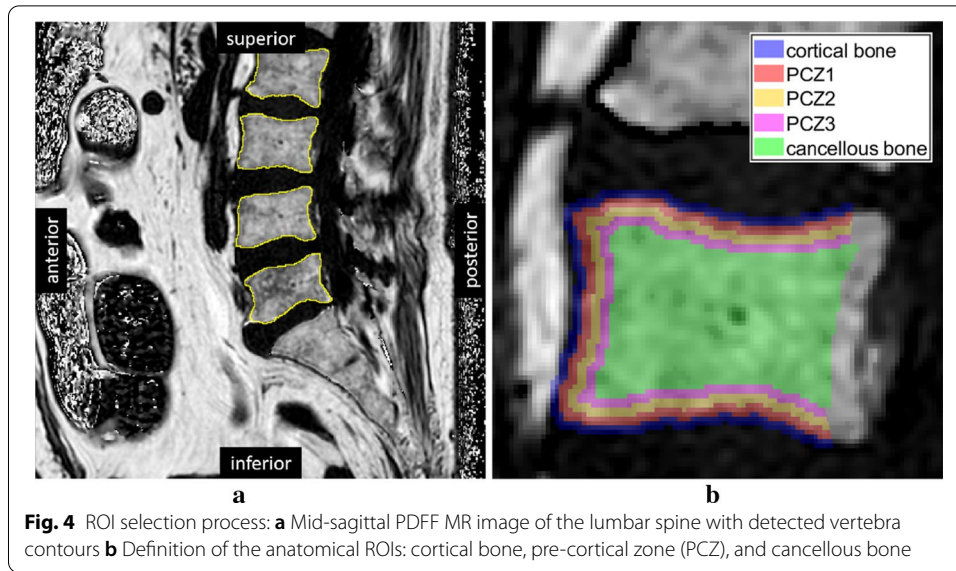 superior
anterior
posterior
inferior
cortical bone
PCZ1
PCZ2
PCZ3
cancellous bone
a
b
Fig. 4 ROI selection process: a Mid-sagittal PDFF MR image of the lumbar spine with detected vertebra
contours b Definition of the anatomical ROIs: cortical bone, pre-cortical zone (PCZ), and cancellous bone